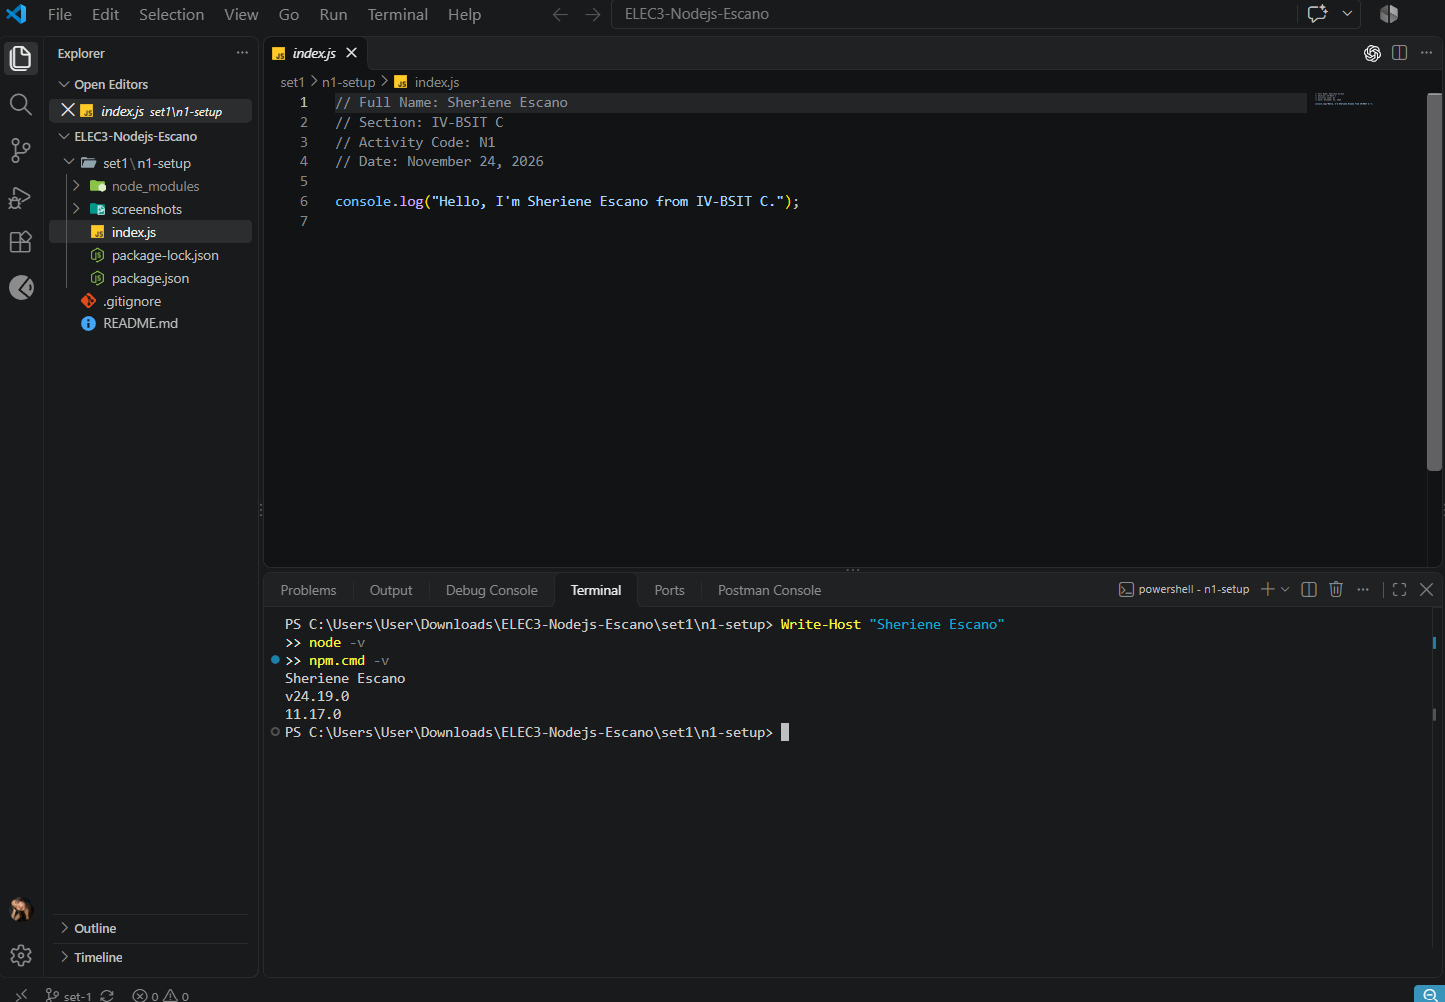 File Edit Selection View Go Run Terminal Help
ELEC3-Nodejs-Escano
Explorer
Open Editors
index.js set1\n1-setup
ELEC3-Nodejs-Escano
set1\n1-setup
node_modules
screenshots
index.js
package-lock.json
package.json
.gitignore
README.md
Outline
Timeline
index.js
set1 > n1-setup > index.js
1 // Full Name: Sheriene Escano
2 // Section: IV-BSIT C
3 // Activity Code: N1
4 // Date: November 24, 2026
5
6 console.log("Hello, I'm Sheriene Escano from IV-BSIT C.");
7
Problems Output Debug Console Terminal Ports Postman Console
powershell - n1-setup
PS C:\Users\User\Downloads\ELEC3-Nodejs-Escano\set1\n1-setup> Write-Host "Sheriene Escano"
>> node -v
>> npm.cmd -v
Sheriene Escano
v24.19.0
11.17.0
PS C:\Users\User\Downloads\ELEC3-Nodejs-Escano\set1\n1-setup>
set-1 0 0